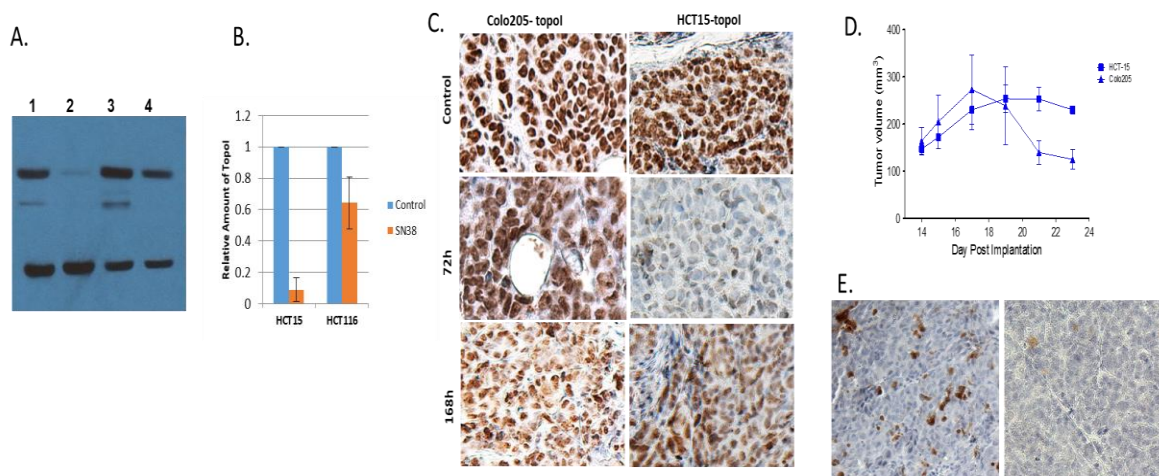 A.
1 2 3 4
B.
Relative Amount of TopoI
1.2
1
0.8
0.6
0.4
0.2
0
HCT15 HCT116
Control
SN38
C.
Colo205- topoI HCT15-topoI
Control
72h
168h
D.
Tumor volume (mm³)
400
300
200
100
0
14 16 18 20 22 24
Day Post Implantation
HCT-15
Colo205
E.